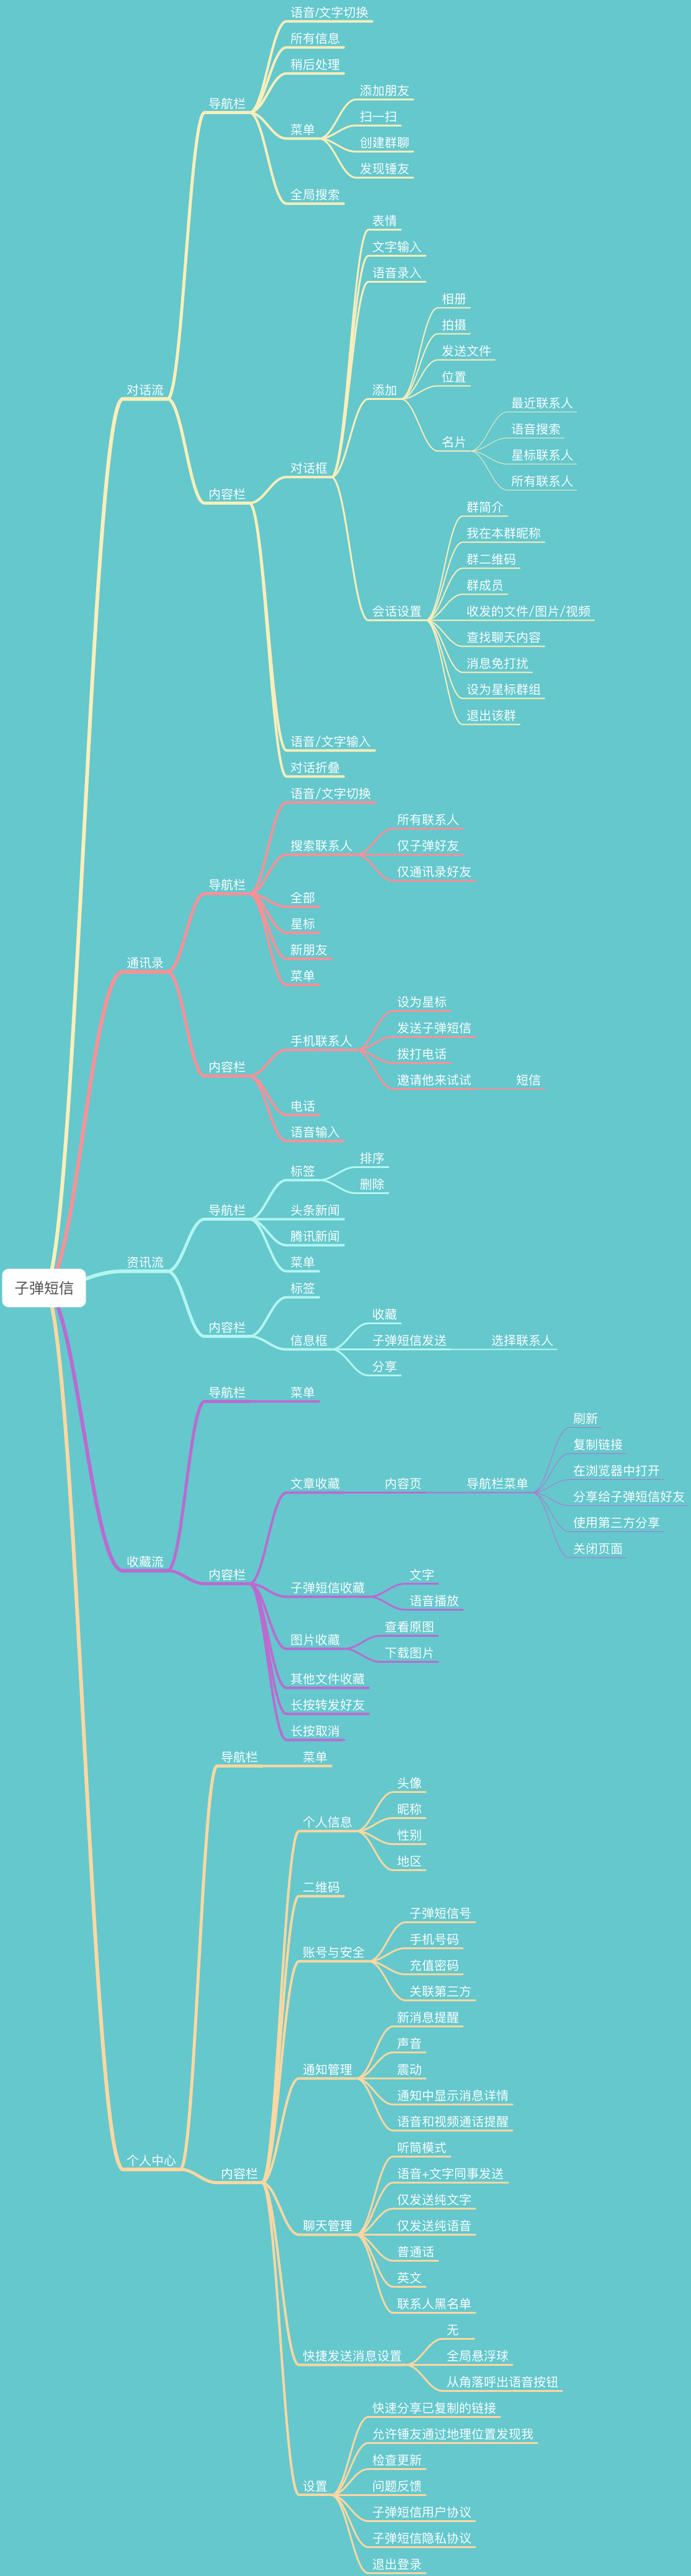 语音/文字切换
所有信息
稍后处理
添加朋友
导航栏
扫一扫
菜单
创建群聊
发现锤友
全局搜索
表情
文字输入
语音录入
相册
拍摄
发送文件
位置
对话流
添加
最近联系人
语音搜索
名片
星标联系人
对话框
所有联系人
内容栏
群简介
我在本群昵称
群二维码
群成员
会话设置
收发的文件/图片/视频
查找聊天内容
消息免打扰
设为星标群组
退出该群
语音/文字输入
对话折叠
语音/文字切换
所有联系人
搜索联系人
仅子弹好友
仅通讯录好友
导航栏
全部
星标
新朋友
通讯录
菜单
设为星标
发送子弹短信
手机联系人
拨打电话
内容栏
邀请他来试试
短信
电话
语音输入
排序
标签
删除
导航栏
头条新闻
腾讯新闻
资讯流
菜单
子弹短信
标签
收藏
内容栏
信息框
子弹短信发送
选择联系人
分享
导航栏
菜单
刷新
复制链接
在浏览器中打开
文章收藏
内容页
导航栏菜单
分享给子弹短信好友
使用第三方分享
关闭页面
收藏流
内容栏
文字
子弹短信收藏
语音播放
查看原图
图片收藏
下载图片
其他文件收藏
长按转发好友
长按取消
导航栏
菜单
头像
昵称
个人信息
性别
地区
二维码
子弹短信号
手机号码
账号与安全
充值密码
关联第三方
新消息提醒
声音
通知管理
震动
通知中显示消息详情
语音和视频通话提醒
个人中心
内容栏
听筒模式
语音+文字同事发送
仅发送纯文字
聊天管理
仅发送纯语音
普通话
英文
联系人黑名单
无
快捷发送消息设置
全局悬浮球
从角落呼出语音按钮
快速分享已复制的链接
允许锤友通过地理位置发现我
检查更新
设置
问题反馈
子弹短信用户协议
子弹短信隐私协议
退出登录